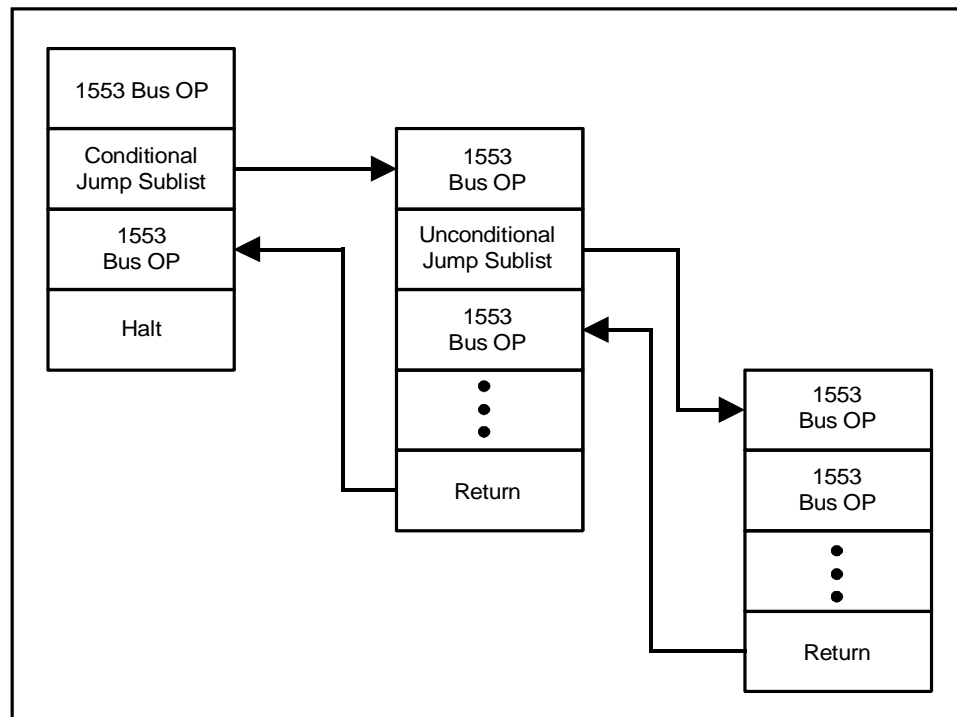 1553 Bus OP
Conditional
Jump Sublist
1553
Bus OP
Halt
1553
Bus OP
Unconditional
Jump Sublist
1553
Bus OP
Return
1553
Bus OP
1553
Bus OP
Return